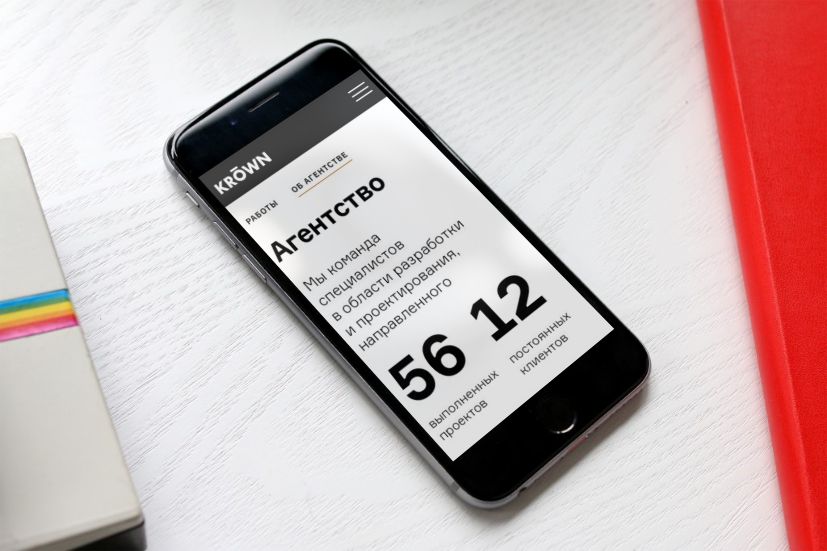 KRŌWN
РАБОТЫ
ОБ АГЕНТСТВЕ
Агентство
Мы команда
специалистов
в области разработки
и проектирования,
направленного
56
выполненных
проектов
12
постоянных
клиентов